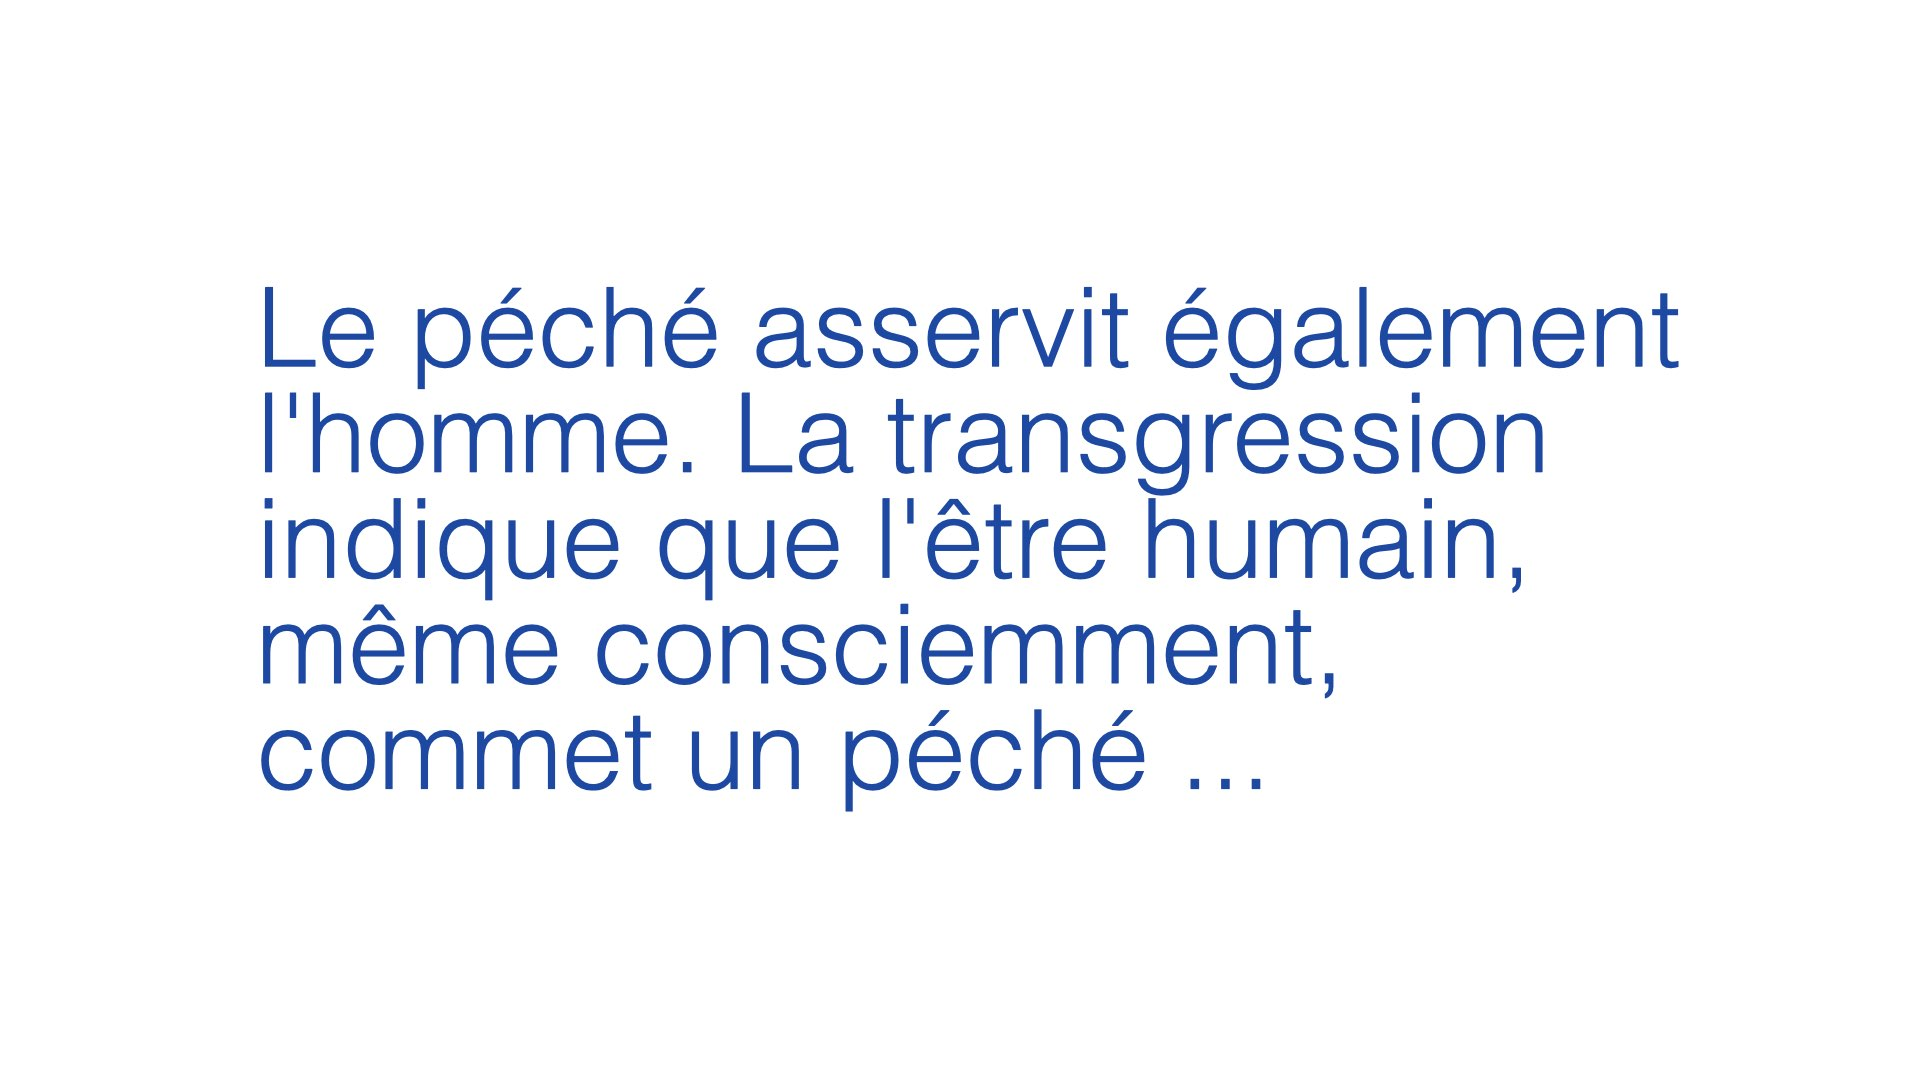 Le péché asservit également
l'homme. La transgression
indique que l'être humain,
même consciemment,
commet un péché ...